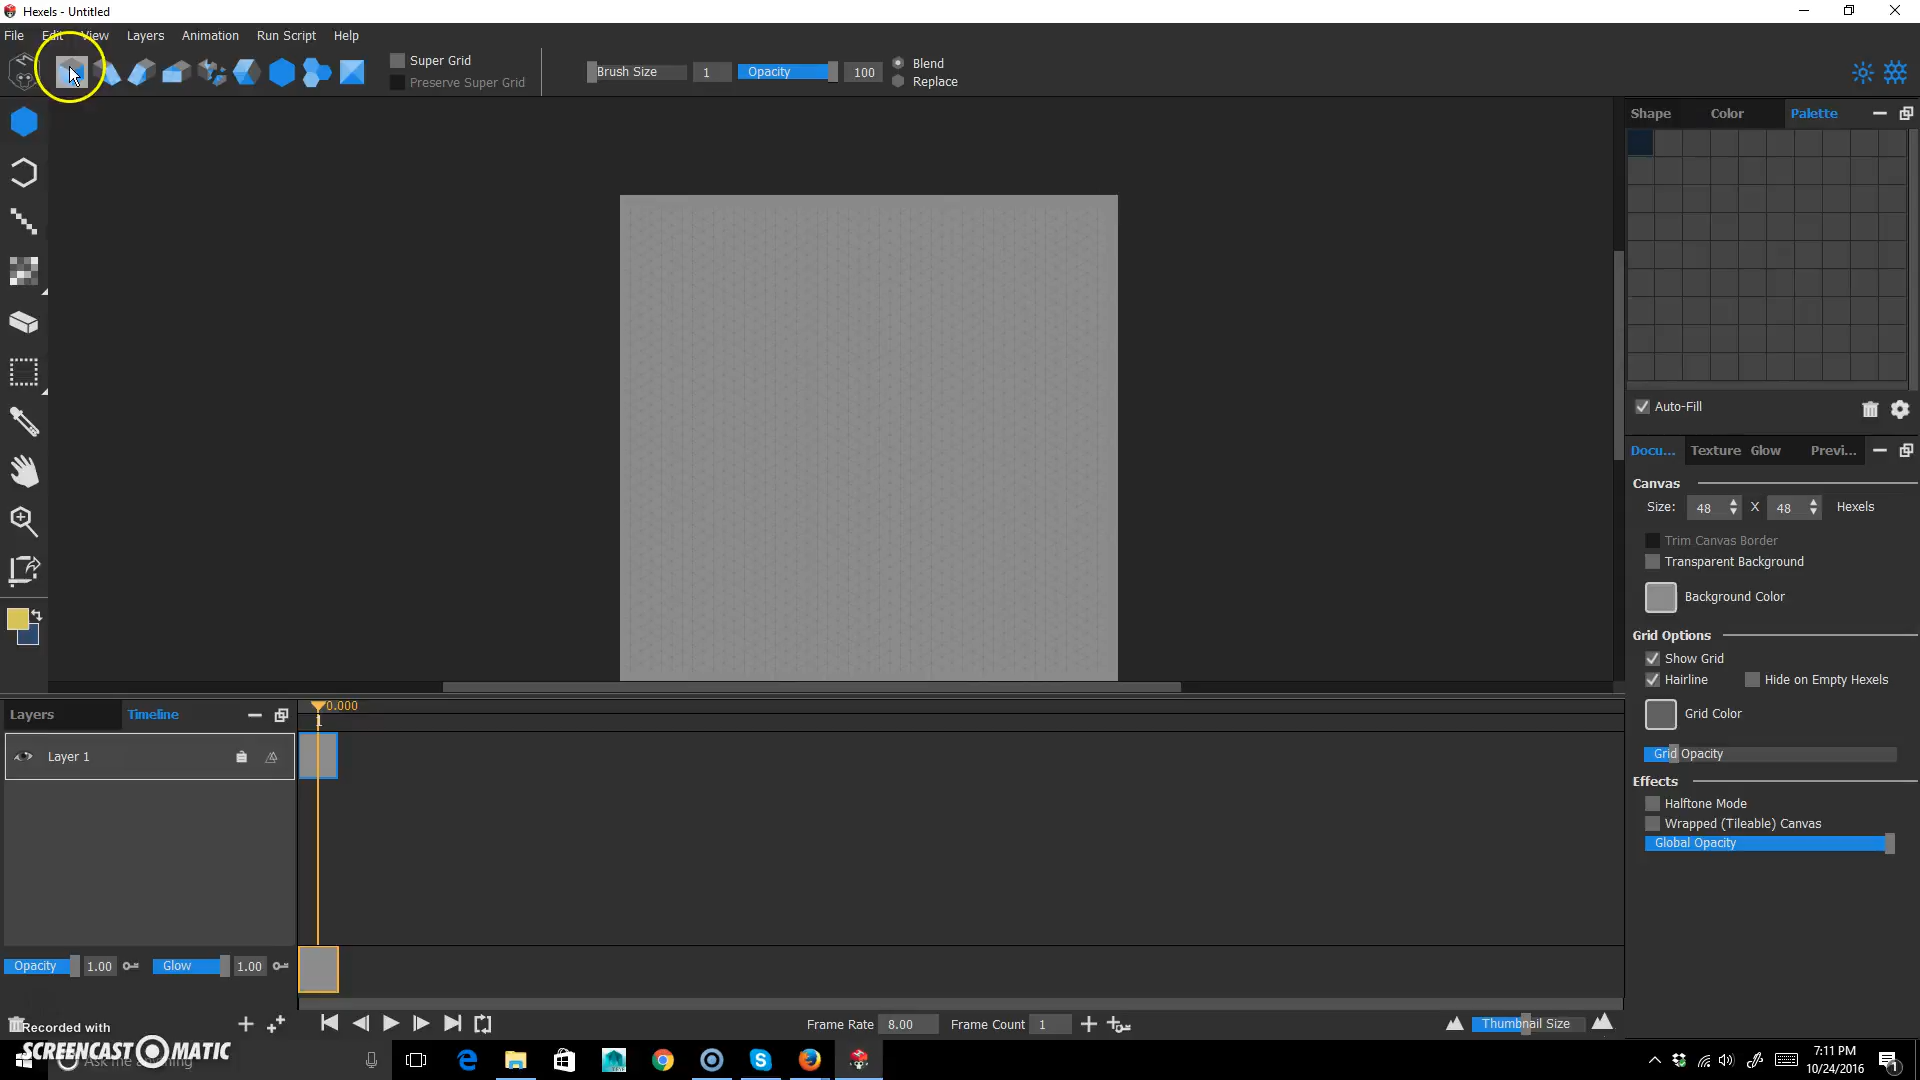 Hexels - Untitled
File Edit View Layers Animation Run Script Help
Super Grid
Preserve Super Grid
Brush Size 1 Opacity 100
Blend
Replace
Shape Color Palette
Auto-Fill
Docu... Texture Glow Previ...
Canvas
Size: 48 X 48 Hexels
Trim Canvas Border
Transparent Background
Background Color
Grid Options
Show Grid
Hairline Hide on Empty Hexels
Grid Color
Grid Opacity
Effects
Halftone Mode
Wrapped (Tileable) Canvas
Global Opacity
Layers Timeline
0.000
1
Layer 1
Opacity 1.00 Glow 1.00
Frame Rate 8.00 Frame Count 1 Thumbnail Size
Recorded with
SCREENCAST MATIC
Ask me anything
7:11 PM
10/24/2016
1